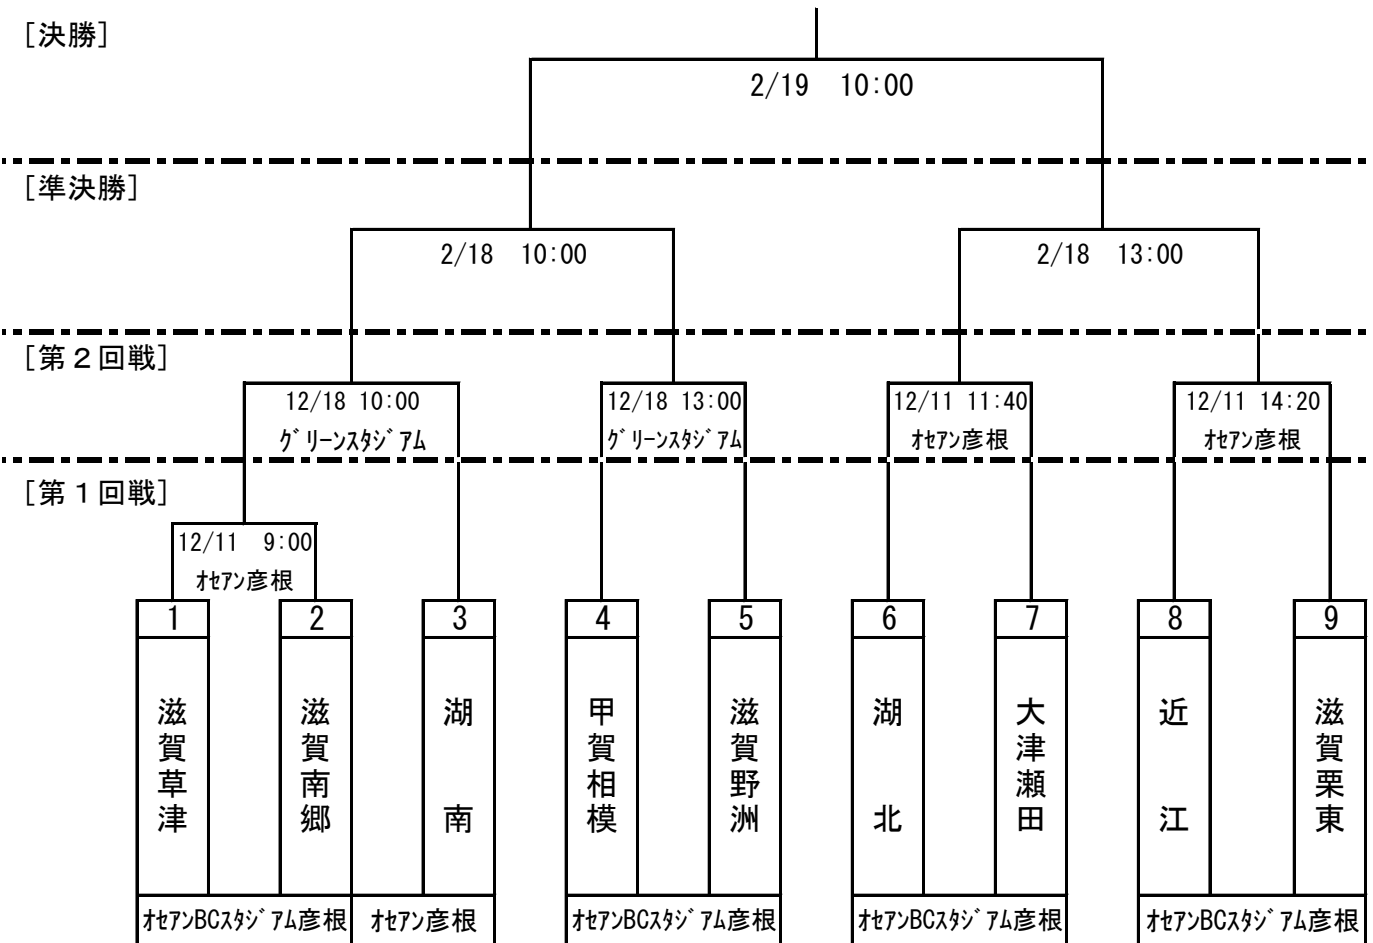 [決勝]
2/19 10:00
[準決勝]
2/18 10:00
2/18 13:00
[第2回戦]
12/18 10:00
グリーンスタジアム
12/18 13:00
グリーンスタジアム
12/11 11:40
オセアン彦根
12/11 14:20
オセアン彦根
[第1回戦]
12/11 9:00
オセアン彦根
1 2 3 4 5 6 7 8 9
滋賀草津
滋賀南郷
湖南
甲賀相模
滋賀野洲
湖北
大津瀬田
近江
滋賀栗東
オセアンBCスタジアム彦根
オセアン彦根
オセアンBCスタジアム彦根
オセアンBCスタジアム彦根
オセアンBCスタジアム彦根